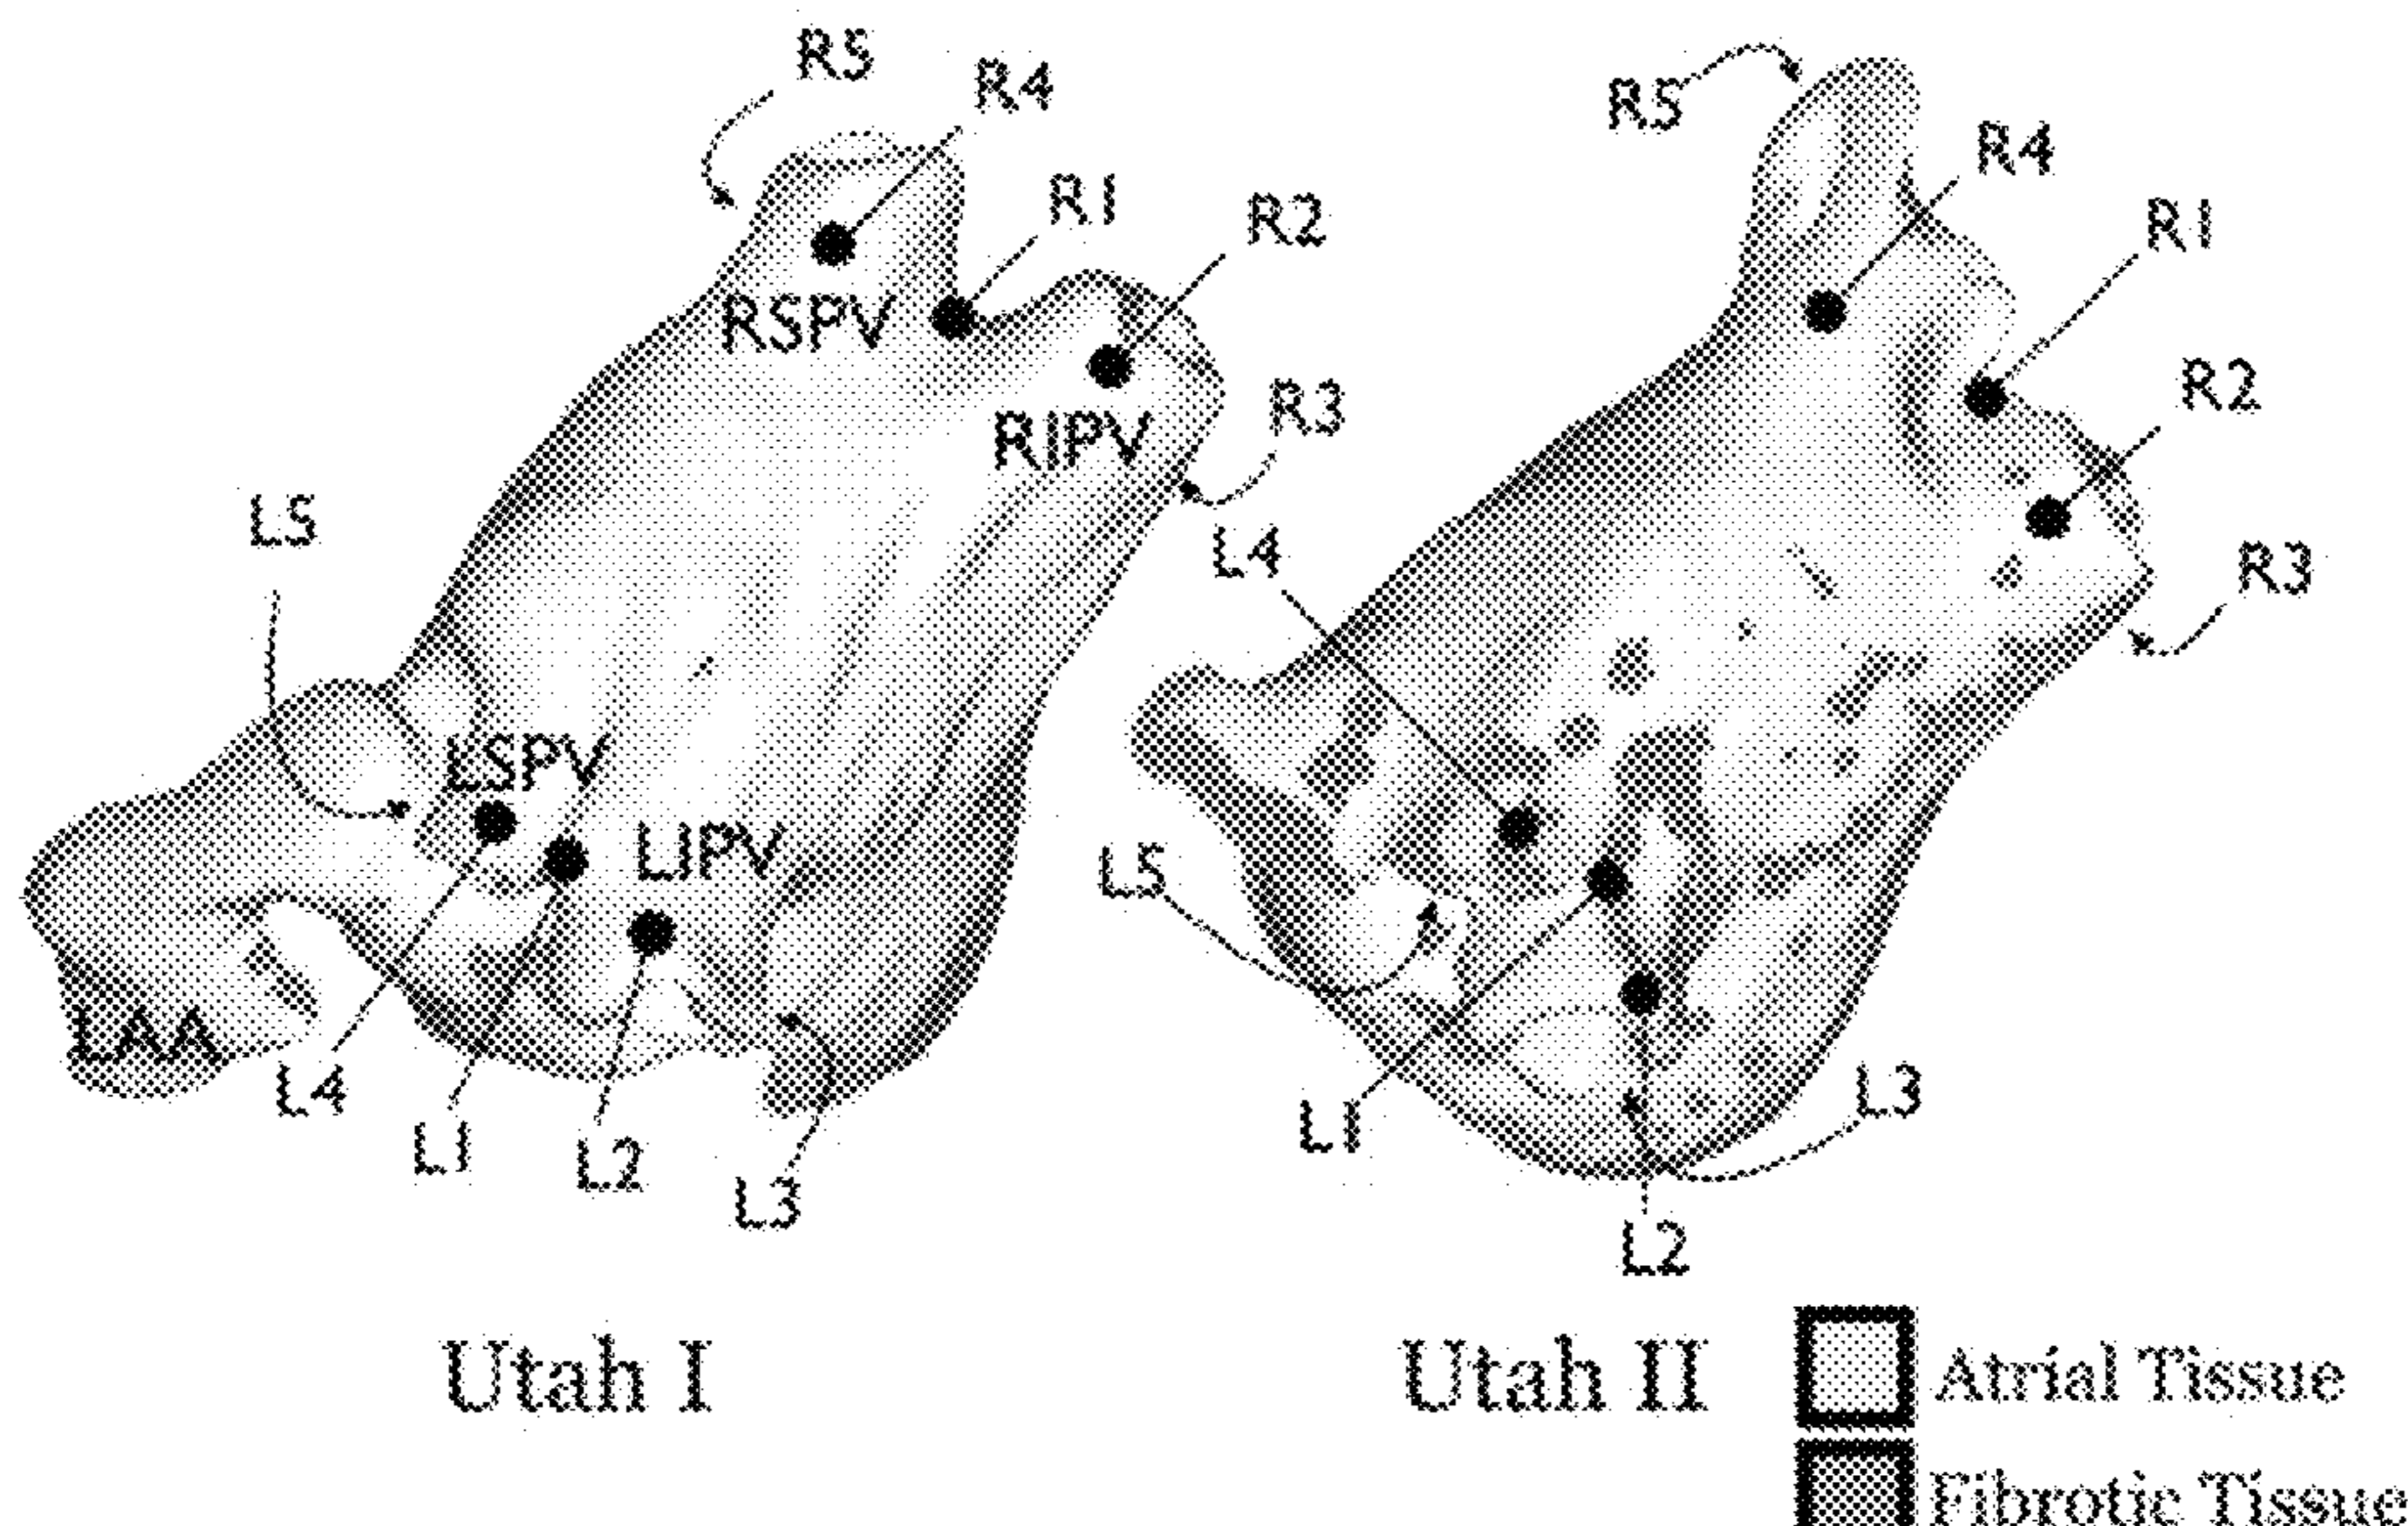 R5
R4
R1
R2
RSPV
RIPV
R3
L5
LSPV
LIPV
LAA
L4
L1
L2
L3
R5
R4
R1
R2
R3
L4
L5
L1
L3
L2
Utah I
Utah II
Atrial Tissue
Fibrotic Tissue